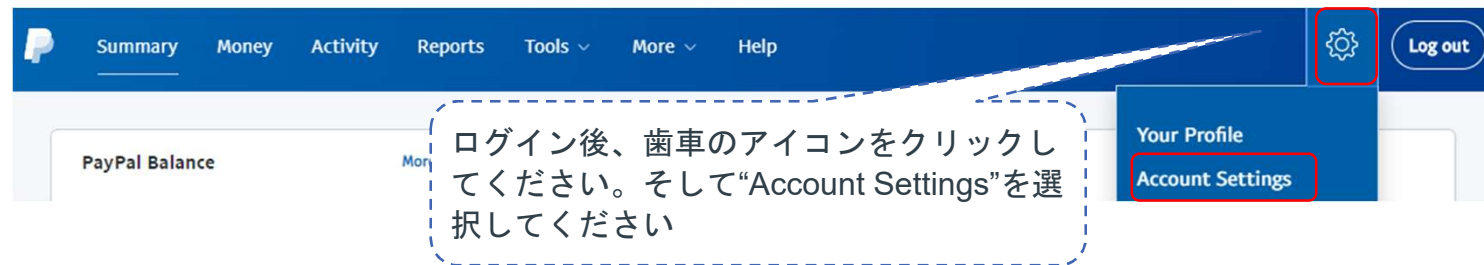 Summary Money Activity Reports Tools More Help Log out
PayPal Balance
ログイン後、歯車のアイコンをクリックし
てください。そして“Account Settings”を選
択してください
Your Profile
Account Settings